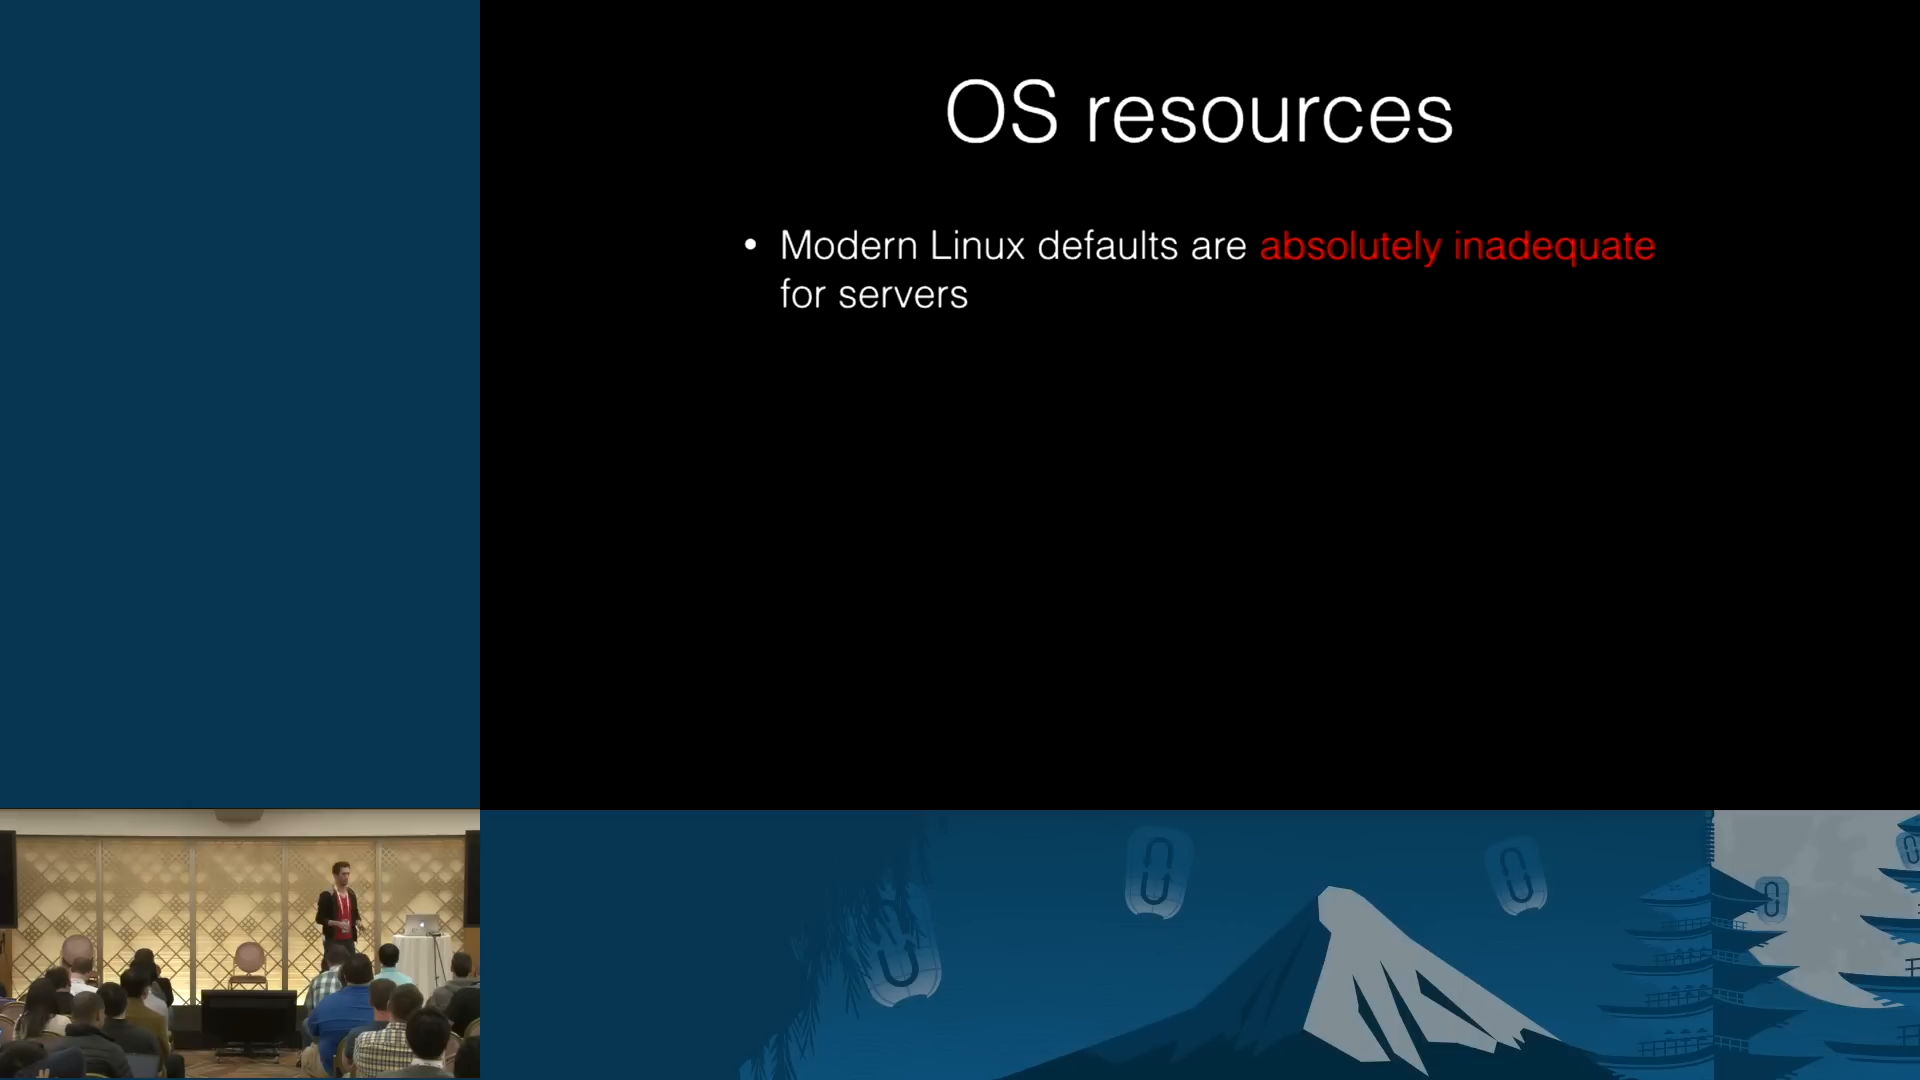 OS resources
• Modern Linux defaults are absolutely inadequate
for servers